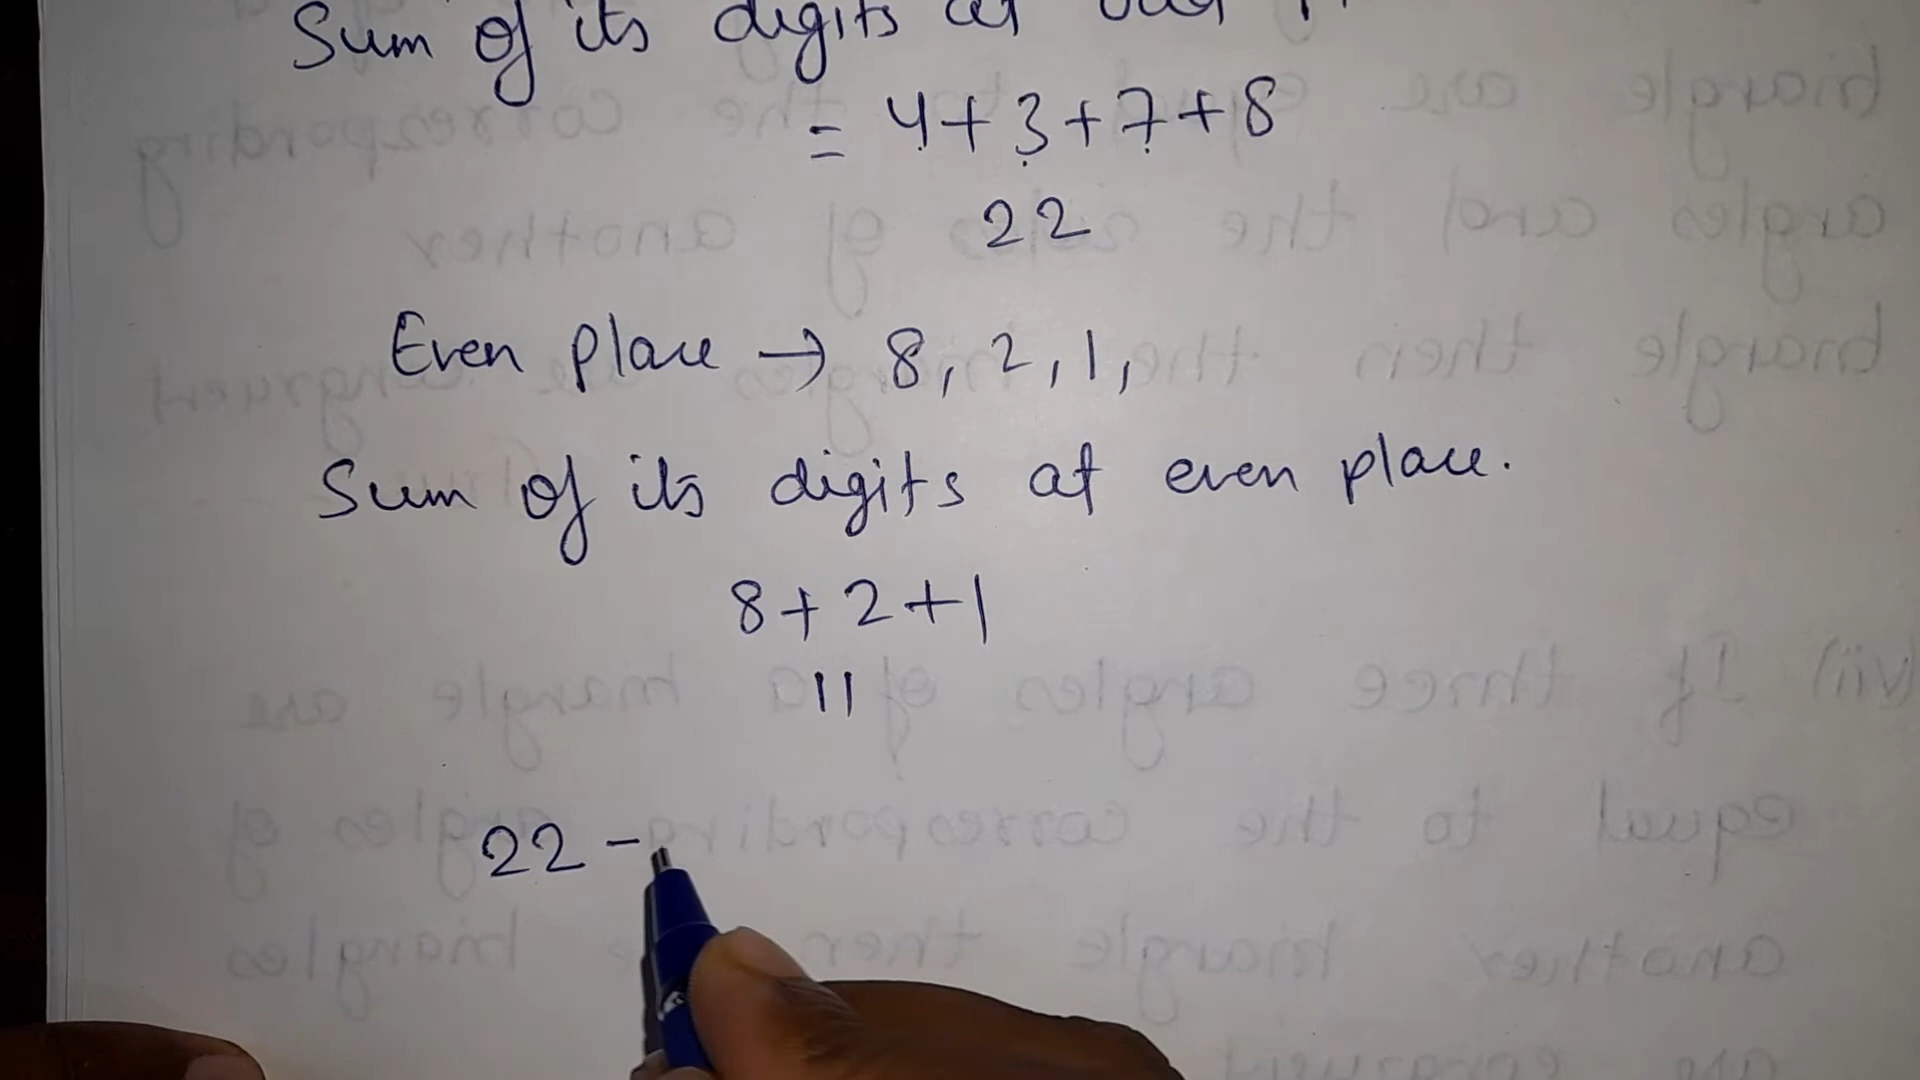 Sum of its digits at
= 4+3+7+8
22
Even place → 8, 2, 1,
Sum of its digits at even place.
8+2+1
11
22 -